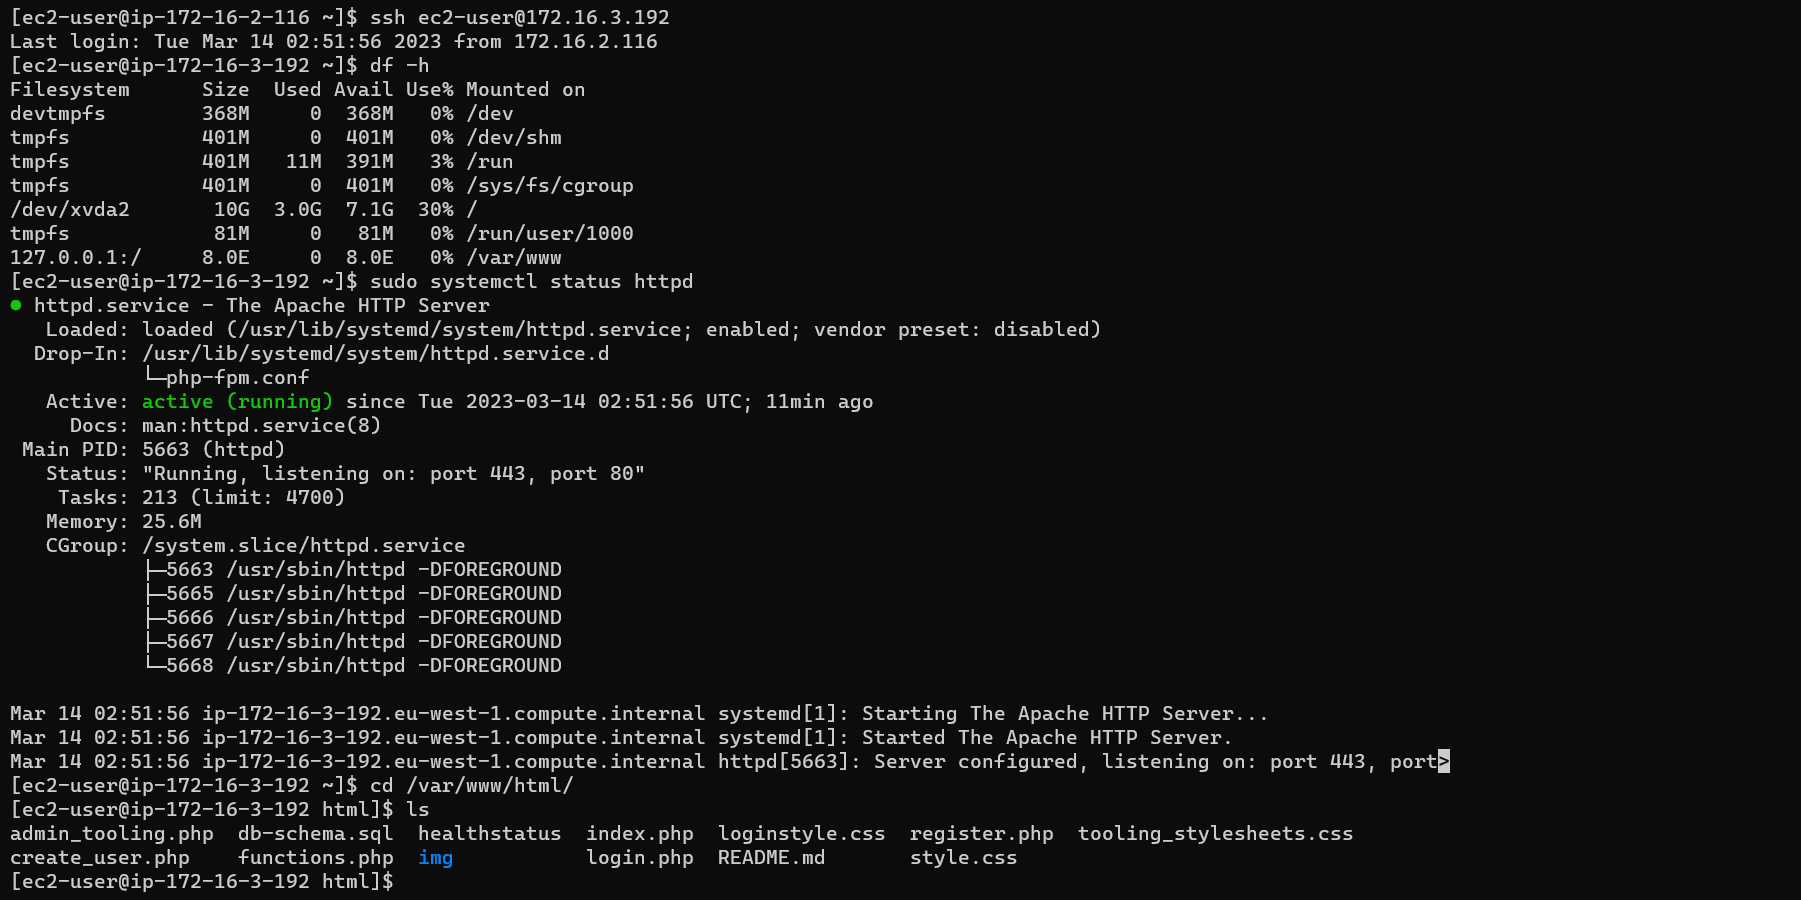 [ec2-user@ip-172-16-2-116 ~]$ ssh ec2-user@172.16.3.192
Last login: Tue Mar 14 02:51:56 2023 from 172.16.2.116
[ec2-user@ip-172-16-3-192 ~]$ df -h
Filesystem      Size  Used Avail Use% Mounted on
devtmpfs        368M     0  368M   0% /dev
tmpfs           401M     0  401M   0% /dev/shm
tmpfs           401M   11M  391M   3% /run
tmpfs           401M     0  401M   0% /sys/fs/cgroup
/dev/xvda2       10G  3.0G  7.1G  30% /
tmpfs            81M     0   81M   0% /run/user/1000
127.0.0.1:/     8.0E     0  8.0E   0% /var/www
[ec2-user@ip-172-16-3-192 ~]$ sudo systemctl status httpd
● httpd.service - The Apache HTTP Server
   Loaded: loaded (/usr/lib/systemd/system/httpd.service; enabled; vendor preset: disabled)
  Drop-In: /usr/lib/systemd/system/httpd.service.d
           └─php-fpm.conf
   Active: active (running) since Tue 2023-03-14 02:51:56 UTC; 11min ago
     Docs: man:httpd.service(8)
 Main PID: 5663 (httpd)
   Status: "Running, listening on: port 443, port 80"
    Tasks: 213 (limit: 4700)
   Memory: 25.6M
   CGroup: /system.slice/httpd.service
           ├─5663 /usr/sbin/httpd -DFOREGROUND
           ├─5665 /usr/sbin/httpd -DFOREGROUND
           ├─5666 /usr/sbin/httpd -DFOREGROUND
           ├─5667 /usr/sbin/httpd -DFOREGROUND
           └─5668 /usr/sbin/httpd -DFOREGROUND

Mar 14 02:51:56 ip-172-16-3-192.eu-west-1.compute.internal systemd[1]: Starting The Apache HTTP Server...
Mar 14 02:51:56 ip-172-16-3-192.eu-west-1.compute.internal systemd[1]: Started The Apache HTTP Server.
Mar 14 02:51:56 ip-172-16-3-192.eu-west-1.compute.internal httpd[5663]: Server configured, listening on: port 443, port>
[ec2-user@ip-172-16-3-192 ~]$ cd /var/www/html/
[ec2-user@ip-172-16-3-192 html]$ ls
admin_tooling.php  db-schema.sql  healthstatus  index.php  loginstyle.css  register.php  tooling_stylesheets.css
create_user.php    functions.php  img           login.php  README.md       style.css
[ec2-user@ip-172-16-3-192 html]$